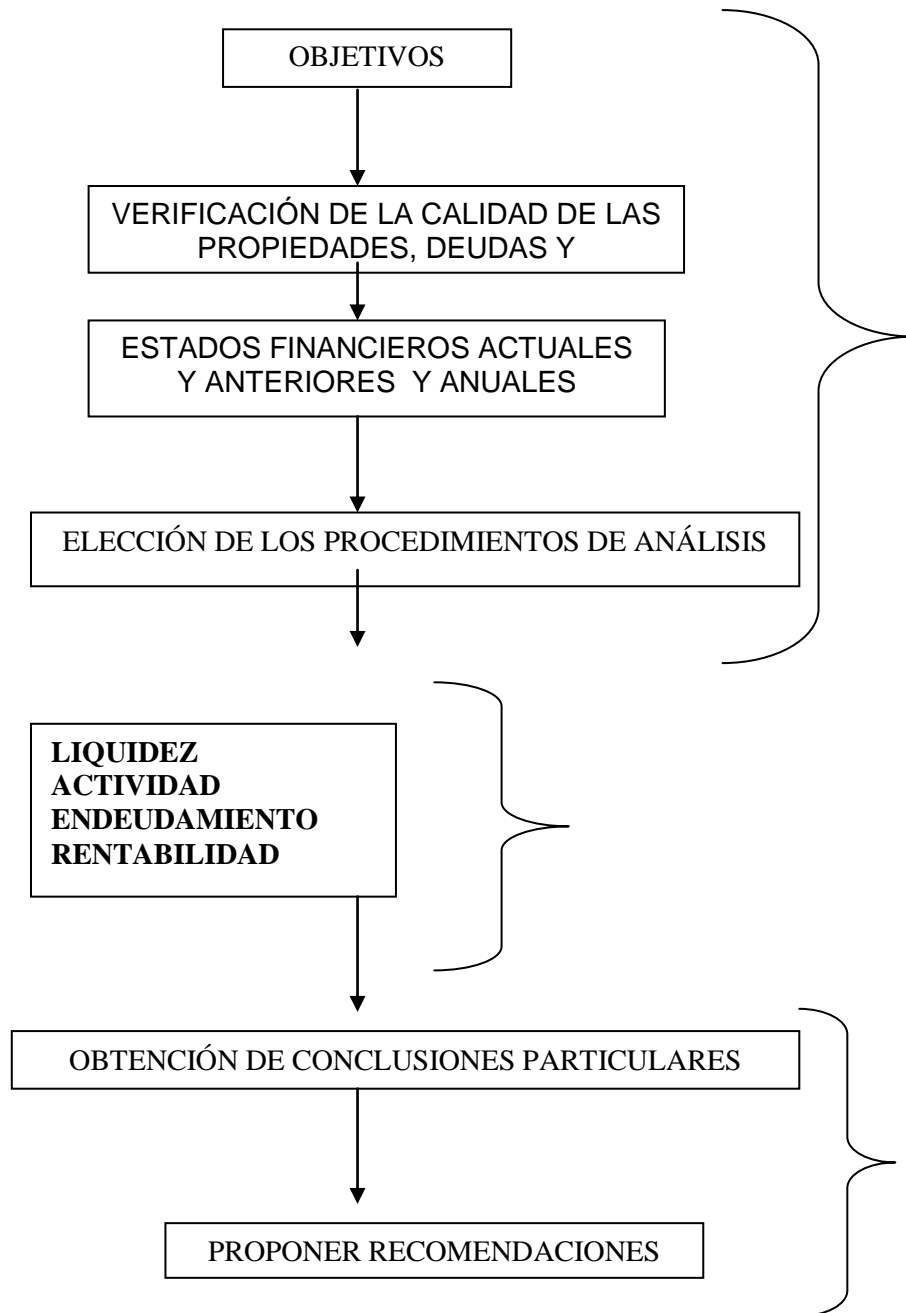 OBJETIVOS
VERIFICACIÓN DE LA CALIDAD DE LAS
PROPIEDADES, DEUDAS Y
ESTADOS FINANCIEROS ACTUALES
Y ANTERIORES Y ANUALES
ELECCIÓN DE LOS PROCEDIMIENTOS DE ANÁLISIS
LIQUIDEZ
ACTIVIDAD
ENDEUDAMIENTO
RENTABILIDAD
OBTENCIÓN DE CONCLUSIONES PARTICULARES
PROPONER RECOMENDACIONES